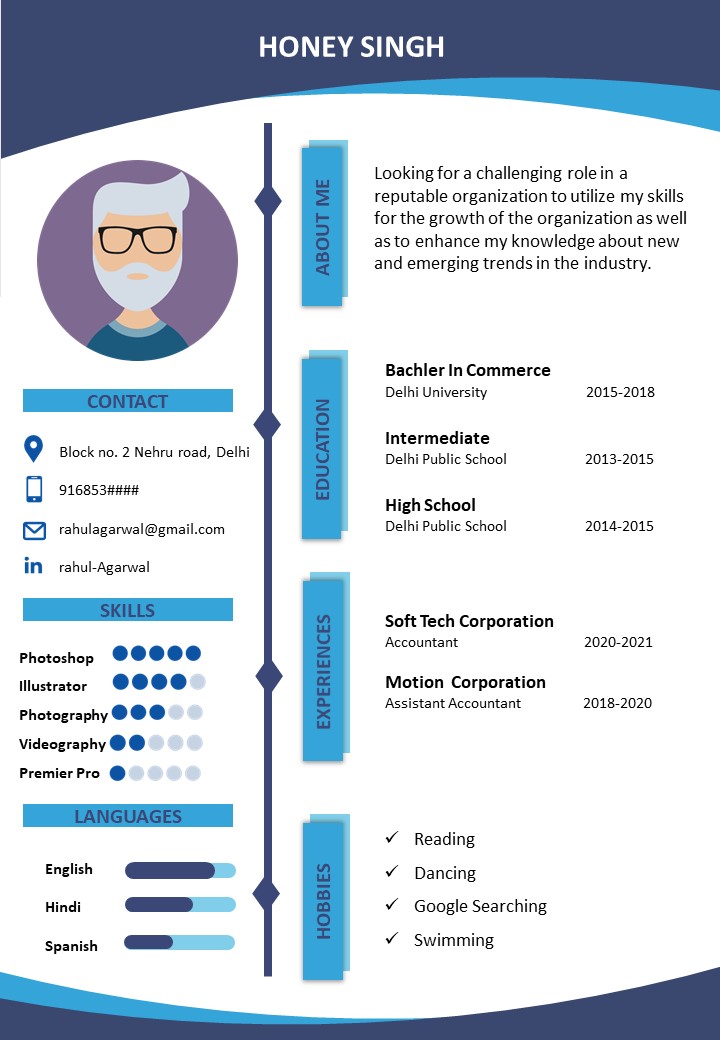 HONEY SINGH
CONTACT
Block no. 2 Nehru road, Delhi
916853####
rahulagarwal@gmail.com
in
rahul-Agarwal
SKILLS
Photoshop
Illustrator
Photography
Videography
Premier Pro
LANGUAGES
English
Hindi
Spanish
ABOUT ME
Looking for a challenging role in a
reputable organization to utilize my skills
for the growth of the organization as well
as to enhance my knowledge about new
and emerging trends in the industry.
EDUCATION
Bachler In Commerce
Delhi University 2015-2018
Intermediate
Delhi Public School 2013-2015
High School
Delhi Public School 2014-2015
EXPERIENCES
Soft Tech Corporation
Accountant 2020-2021
Motion Corporation
Assistant Accountant 2018-2020
HOBBIES
Reading
Dancing
Google Searching
Swimming